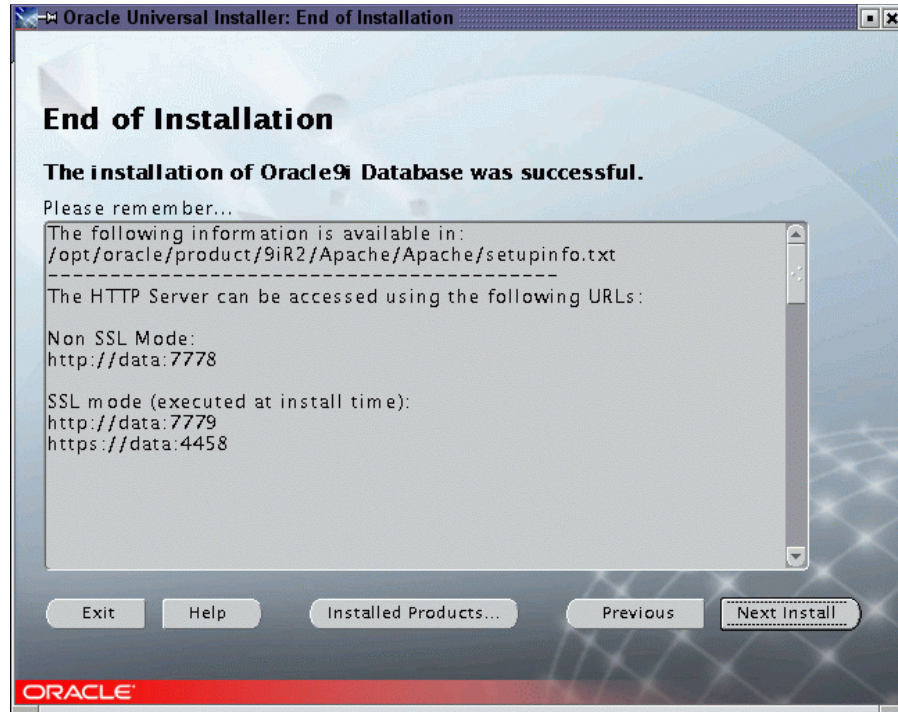 Oracle Universal Installer: End of Installation
End of Installation
The installation of Oracle9i Database was successful.
Please remember...
The following information is available in:
/opt/oracle/product/9iR2/Apache/Apache/setupinfo.txt
-----------------------------------------------------
The HTTP Server can be accessed using the following URLs:
Non SSL Mode:
http://data:7778
SSL mode (executed at install time):
http://data:7779
https://data:4458
Exit
Help
Installed Products...
Previous
Next Install
ORACLE